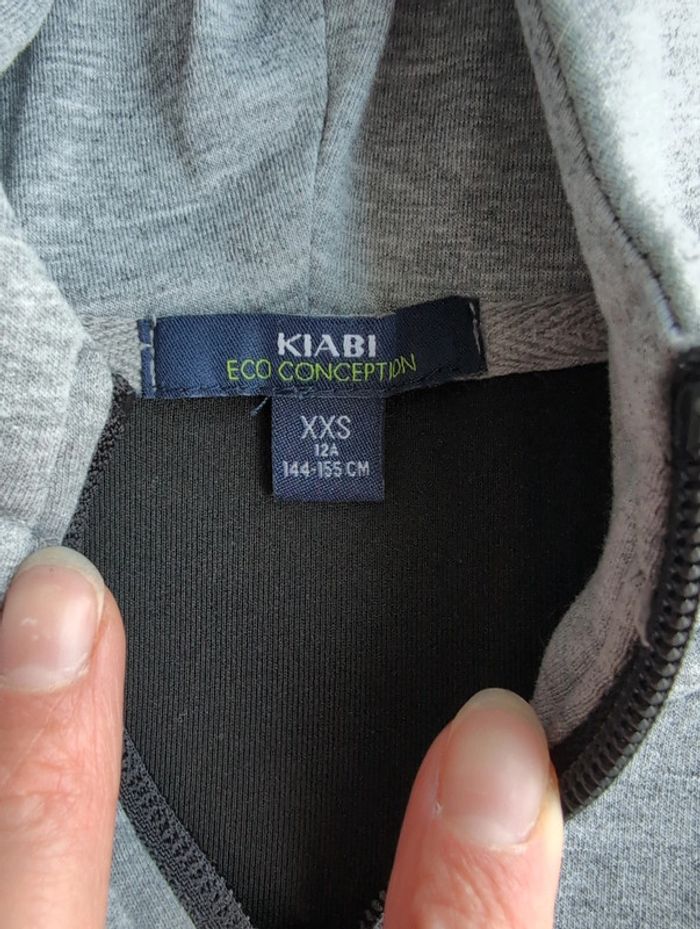 KIABI
ECO CONCEPTION
XXS
12A
144-155 CM